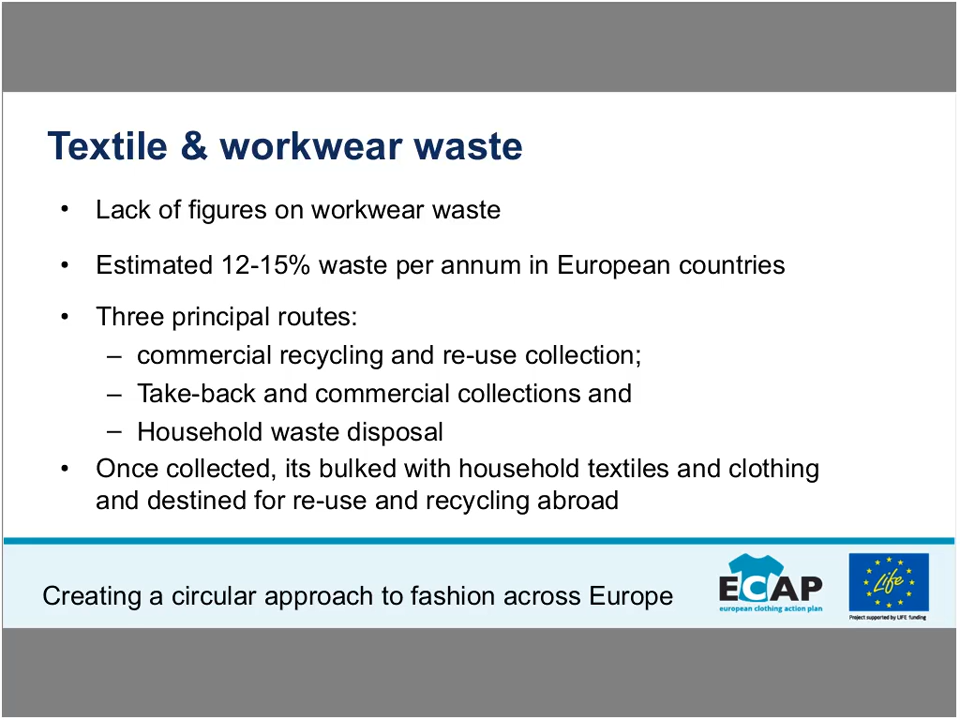 Textile & workwear waste
• Lack of figures on workwear waste
• Estimated 12-15% waste per annum in European countries
• Three principal routes:
– commercial recycling and re-use collection;
– Take-back and commercial collections and
– Household waste disposal
• Once collected, its bulked with household textiles and clothing
and destined for re-use and recycling abroad
Creating a circular approach to fashion across Europe
ECAP
european clothing action plan
Life
Project supported by LIFE funding